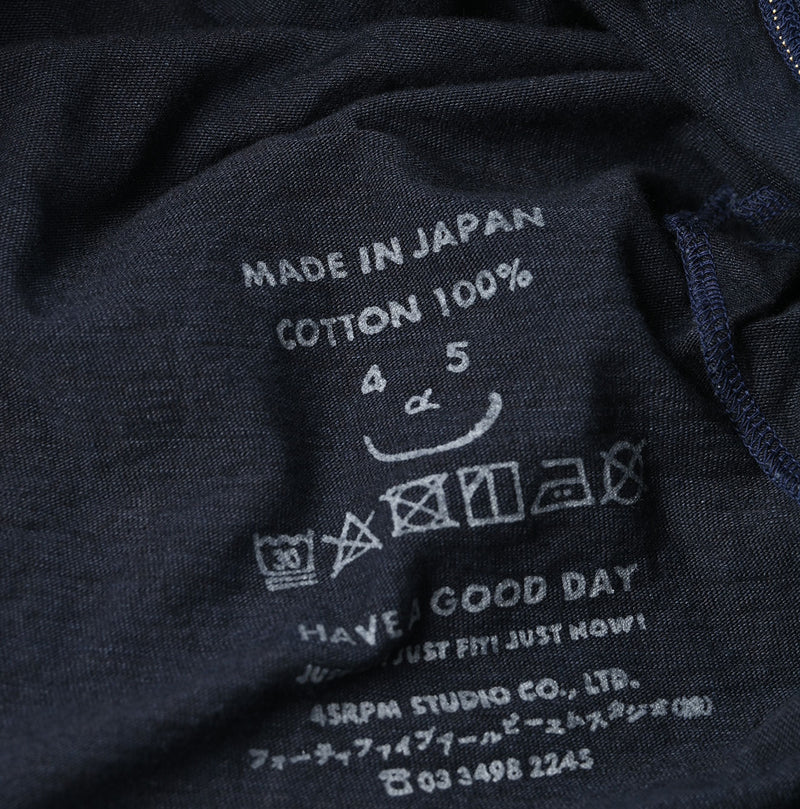 MADE IN JAPAN
COTTON 100%
4 5
R
30
HAVE A GOOD DAY
JUST FIT! JUST NOW!
45RPM STUDIO CO., LTD.
フォーティファイブアールピーエムスタジオ(株)
☎03 3498 2245